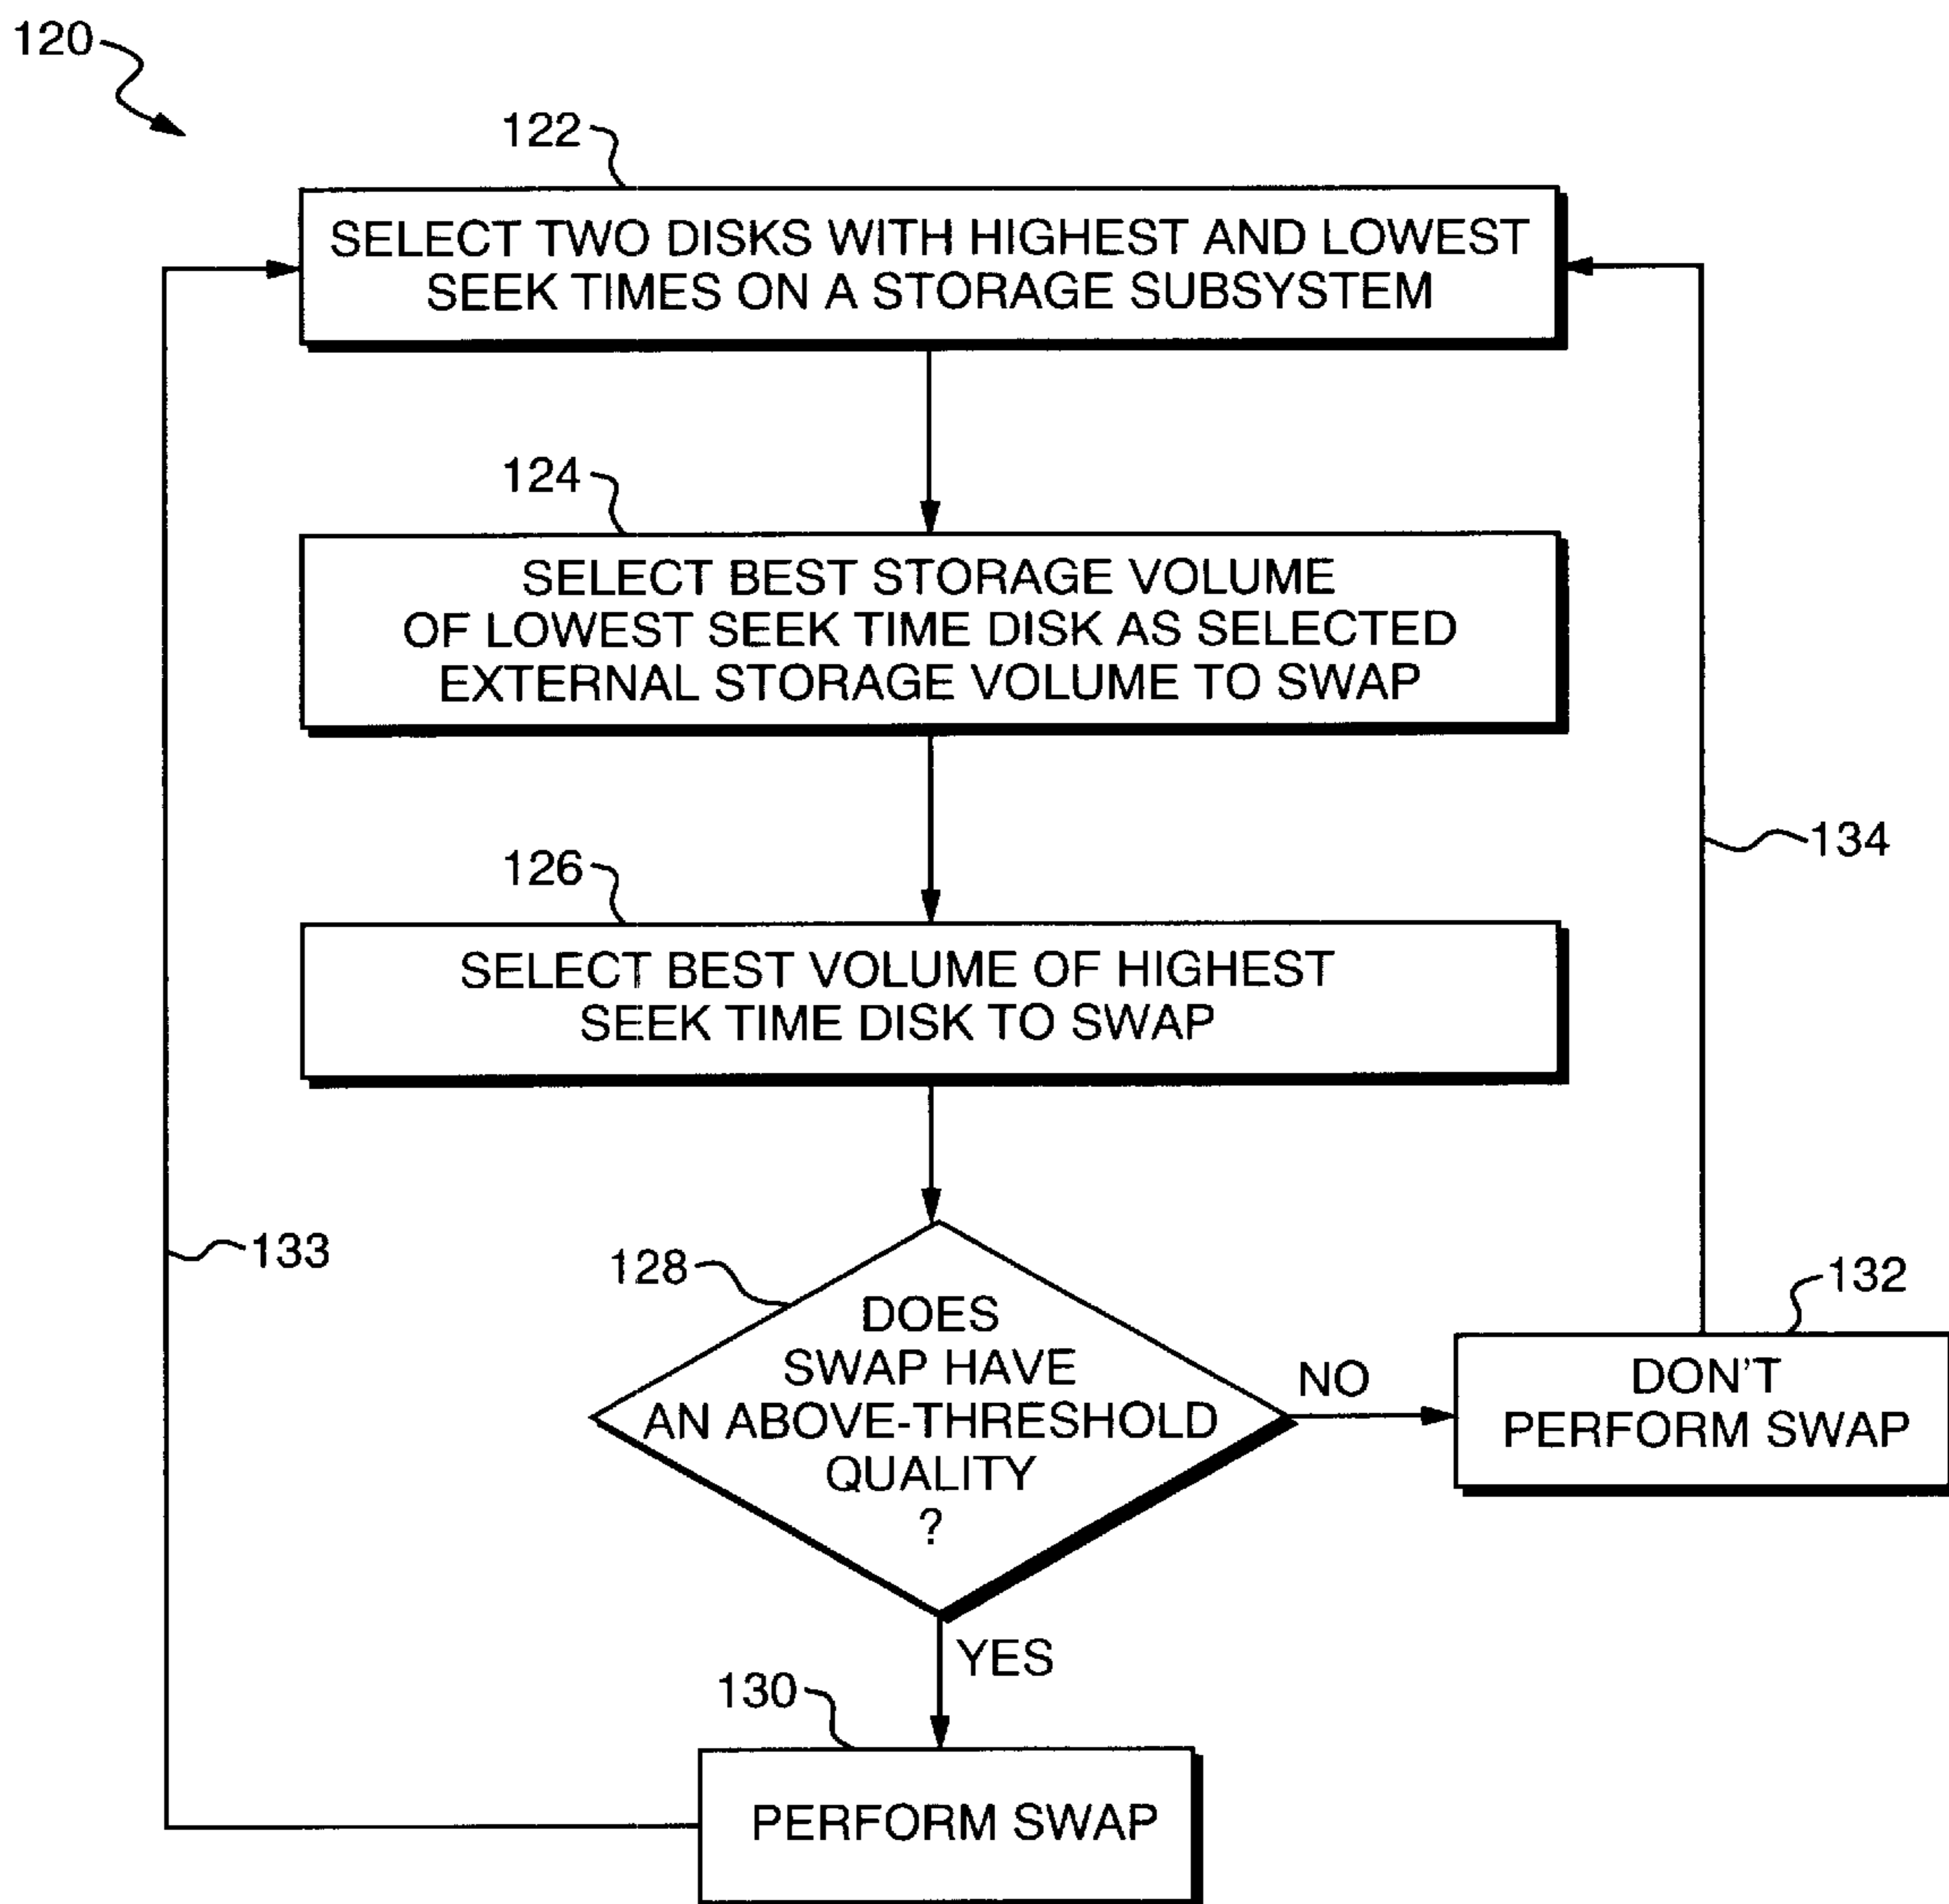 120
122
SELECT TWO DISKS WITH HIGHEST AND LOWEST
SEEK TIMES ON A STORAGE SUBSYSTEM
124
SELECT BEST STORAGE VOLUME
OF LOWEST SEEK TIME DISK AS SELECTED
EXTERNAL STORAGE VOLUME TO SWAP
134
126
SELECT BEST VOLUME OF HIGHEST
SEEK TIME DISK TO SWAP
133
128
DOES
SWAP HAVE
AN ABOVE-THRESHOLD
QUALITY
?
NO
132
DON'T
PERFORM SWAP
YES
130
PERFORM SWAP